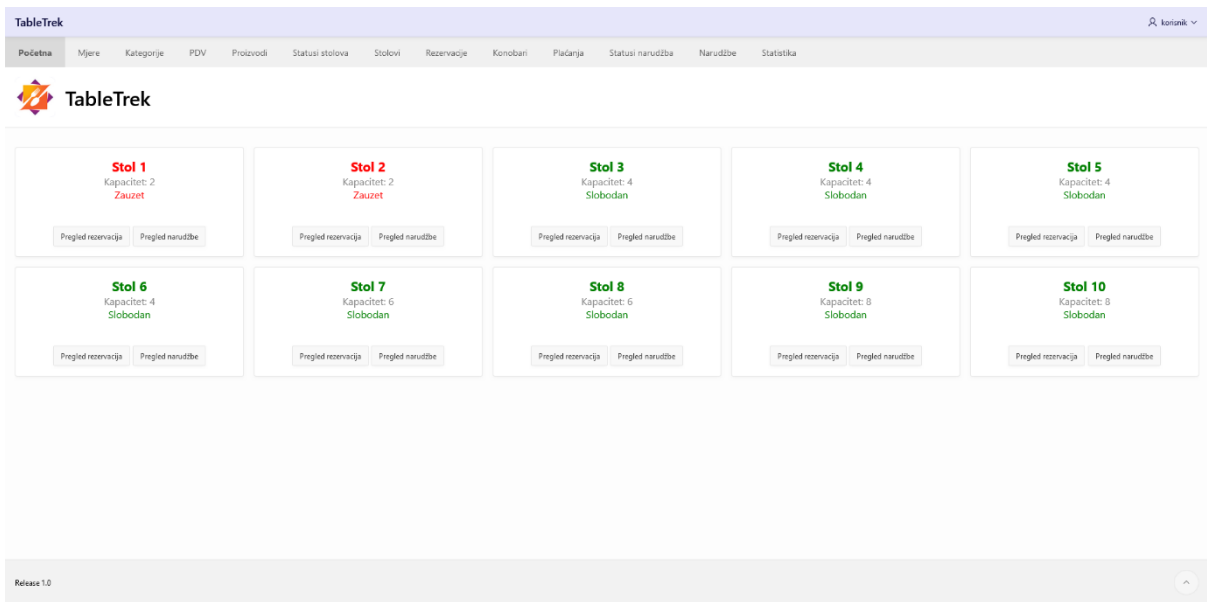 TableTrek
korisnik
Početna Mjere Kategorije PDV Proizvodi Statusi stolova Stolovi Rezervacije Konobari Plaćanja Statusi narudžba Narudžbe Statistika
TableTrek
Stol 1
Kapacitet: 2
Zauzet
Pregled rezervacija Pregled narudžbe
Stol 2
Kapacitet: 2
Zauzet
Pregled rezervacija Pregled narudžbe
Stol 3
Kapacitet: 4
Slobodan
Pregled rezervacija Pregled narudžbe
Stol 4
Kapacitet: 4
Slobodan
Pregled rezervacija Pregled narudžbe
Stol 5
Kapacitet: 4
Slobodan
Pregled rezervacija Pregled narudžbe
Stol 6
Kapacitet: 4
Slobodan
Pregled rezervacija Pregled narudžbe
Stol 7
Kapacitet: 6
Slobodan
Pregled rezervacija Pregled narudžbe
Stol 8
Kapacitet: 6
Slobodan
Pregled rezervacija Pregled narudžbe
Stol 9
Kapacitet: 8
Slobodan
Pregled rezervacija Pregled narudžbe
Stol 10
Kapacitet: 8
Slobodan
Pregled rezervacija Pregled narudžbe
Release 1.0